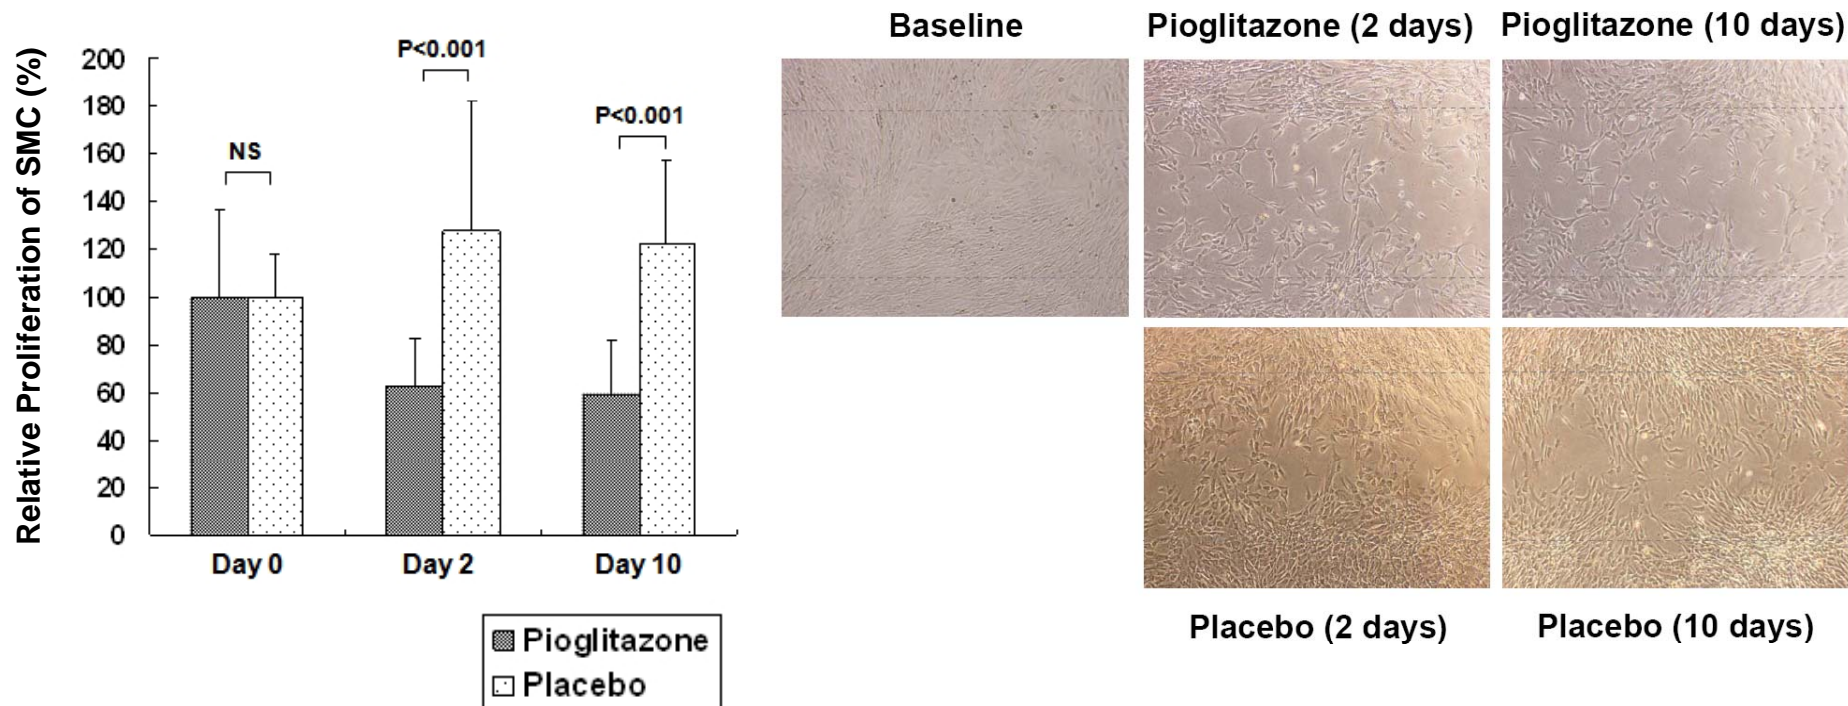 Relative Proliferation of SMC (%)
200
180
160
140
120
100
80
60
40
20
0
NS
P<0.001
P<0.001
Day 0
Day 2
Day 10
Pioglitazone
Placebo
Baseline
Pioglitazone (2 days)
Pioglitazone (10 days)
Placebo (2 days)
Placebo (10 days)